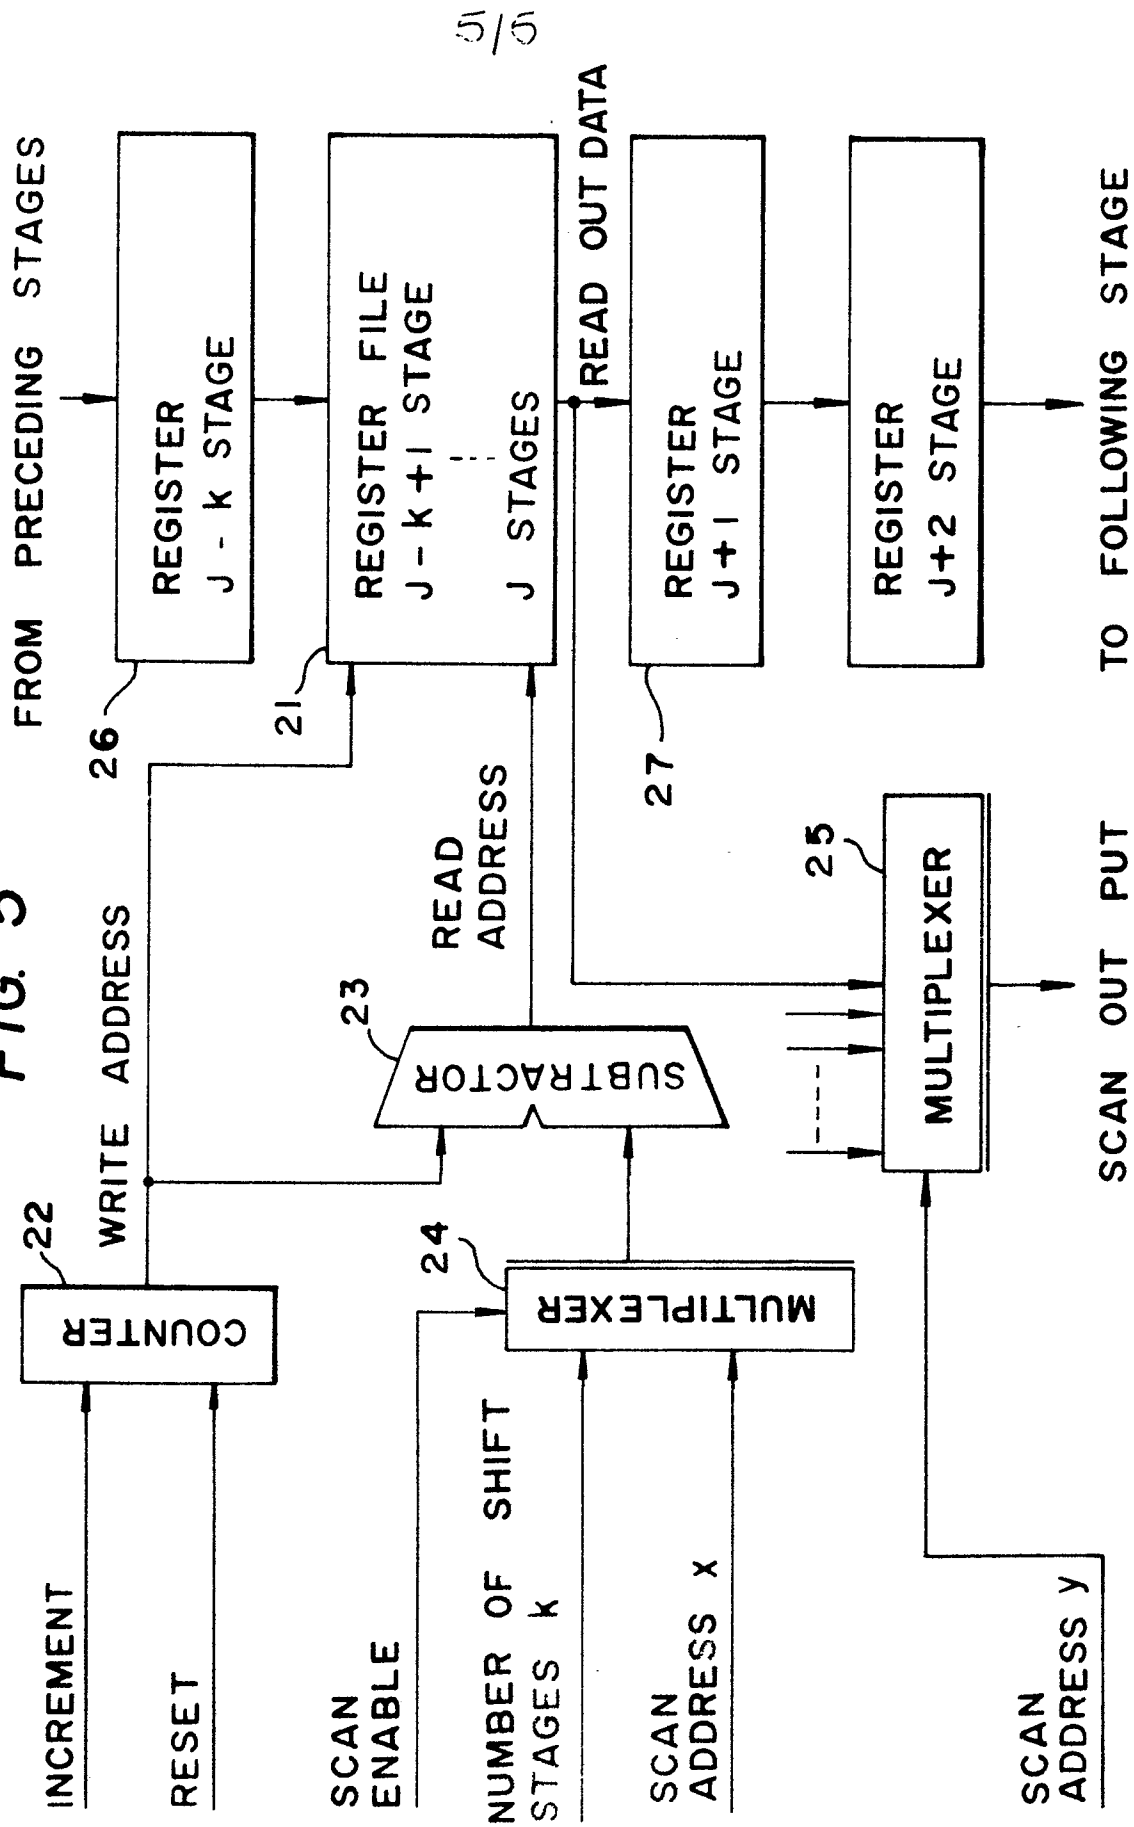 5/5
FIG. 5
FROM PRECEDING STAGES
26
REGISTER
J - k STAGE
WRITE ADDRESS
21
REGISTER FILE
J - k + 1 STAGE
J STAGES
INCREMENT
RESET
22
COUNTER
READ OUT DATA
READ
ADDRESS
23
SUBTRACTOR
SCAN
ENABLE
24
MULTIPLEXER
NUMBER OF SHIFT
STAGES k
SCAN
ADDRESS x
27
REGISTER
J + 1 STAGE
REGISTER
J+2 STAGE
25
MULTIPLEXER
SCAN
ADDRESS y
SCAN OUT PUT
TO FOLLOWING STAGE